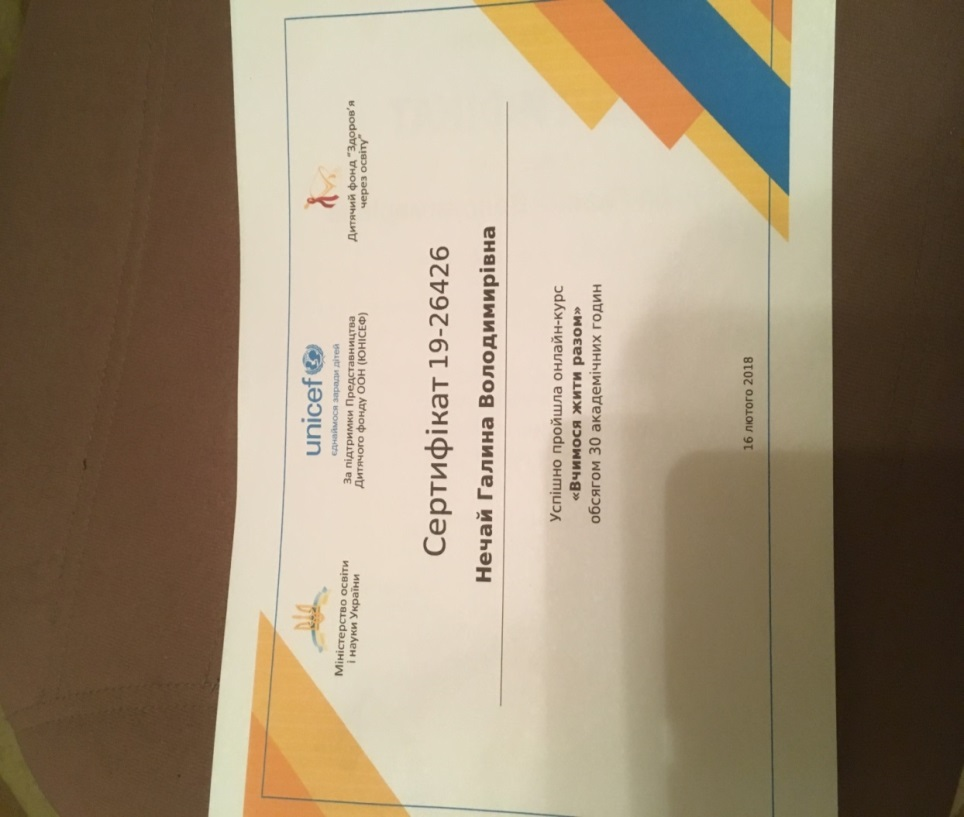 Міністерство освіти
і науки України
unicef
єднаймося заради дітей
За підтримки Представництва
Дитячого фонду ООН (ЮНІСЕФ)
Дитячий фонд "Здоров'я
через освіту"
Сертифікат 19-26426
Нечай Галина Володимирівна
Успішно пройшла онлайн-курс
«Вчимося жити разом»
обсягом 30 академічних годин
16 лютого 2018